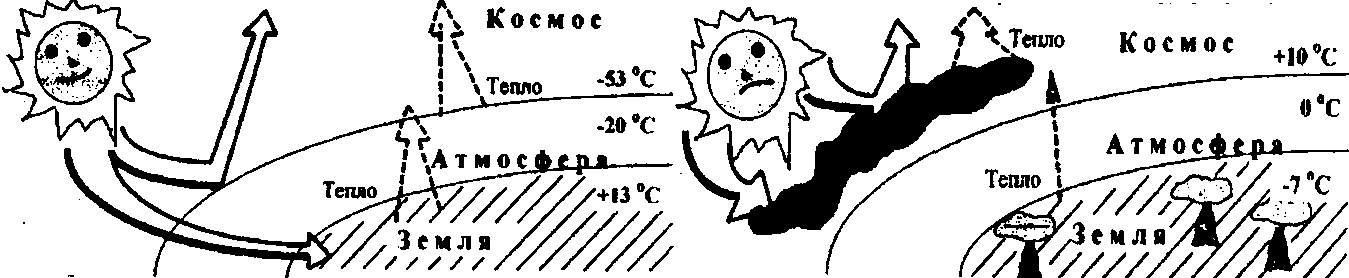 Космос
Тепло
-53 °C
-20 °C
Атмосфера
Тепло
+13 °C
Земля
Тепло
Космос
+10 °C
0 °C
Атмосфера
Тепло
-7 °C
Земля